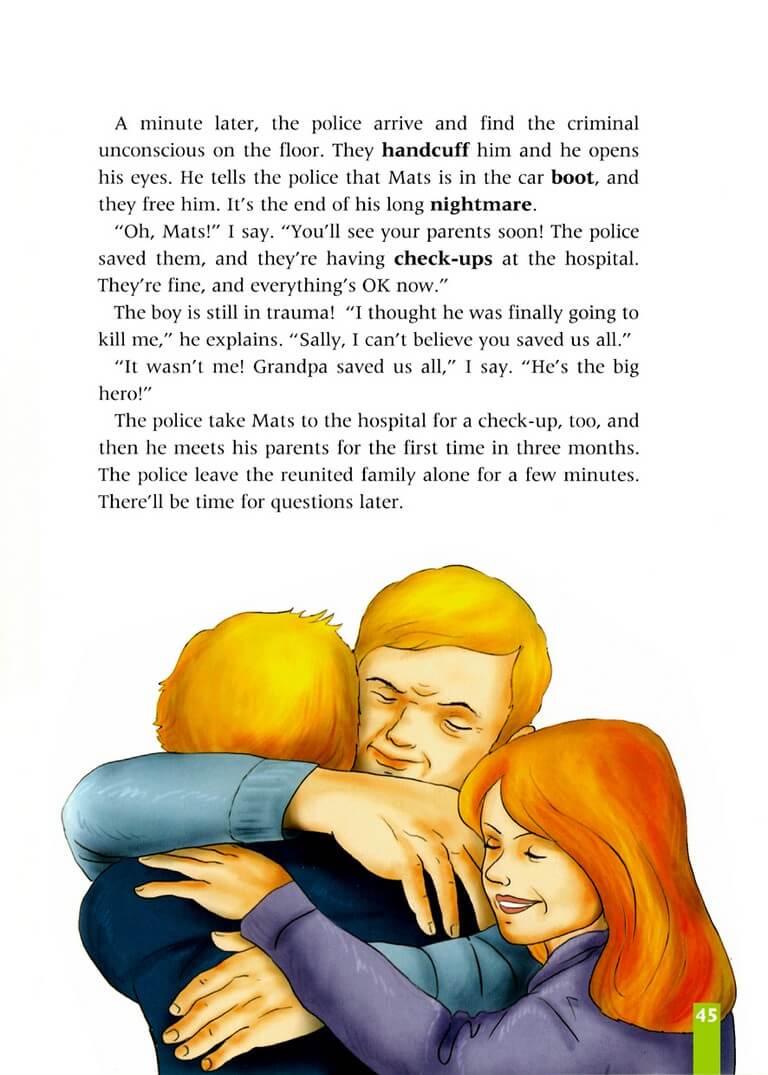 A minute later, the police arrive and find the criminal
unconscious on the floor. They handcuff him and he opens
his eyes. He tells the police that Mats is in the car boot, and
they free him. It’s the end of his long nightmare.
“Oh, Mats!” I say. “You’ll see your parents soon! The police
saved them, and they’re having check-ups at the hospital.
They’re fine, and everything’s OK now.”
The boy is still in trauma! “I thought he was finally going to
kill me,” he explains. “Sally, I can’t believe you saved us all.”
“It wasn’t me! Grandpa saved us all,” I say. “He’s the big
hero!”
The police take Mats to the hospital for a check-up, too, and
then he meets his parents for the first time in three months.
The police leave the reunited family alone for a few minutes.
There’ll be time for questions later.
45